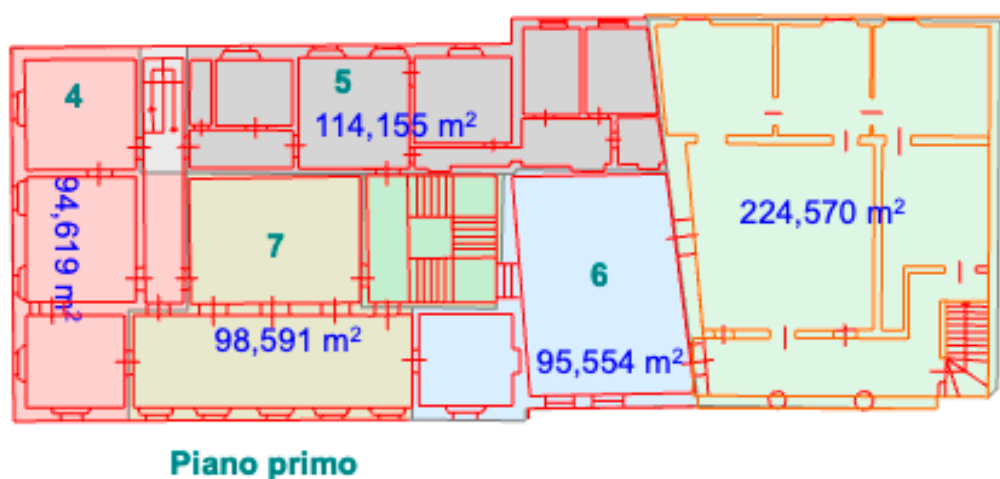 4
5
114,155 m²
94,619 m²
7
224,570 m²
6
98,591 m²
95,554 m²
Piano primo